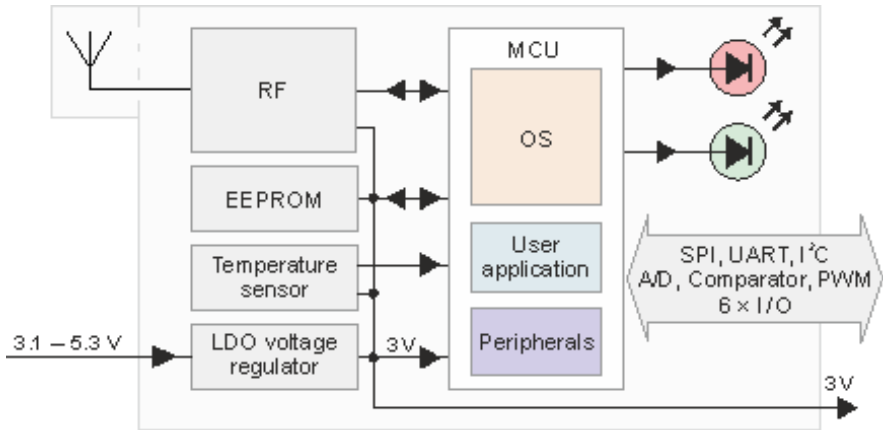 RF
MCU
OS
EEPROM
User
application
Temperature
sensor
SPI, UART, I²C
A/D, Comparator, PWM
6 × I/O
3.1 – 5.3 V
LDO voltage
regulator
3V
Peripherals
3V